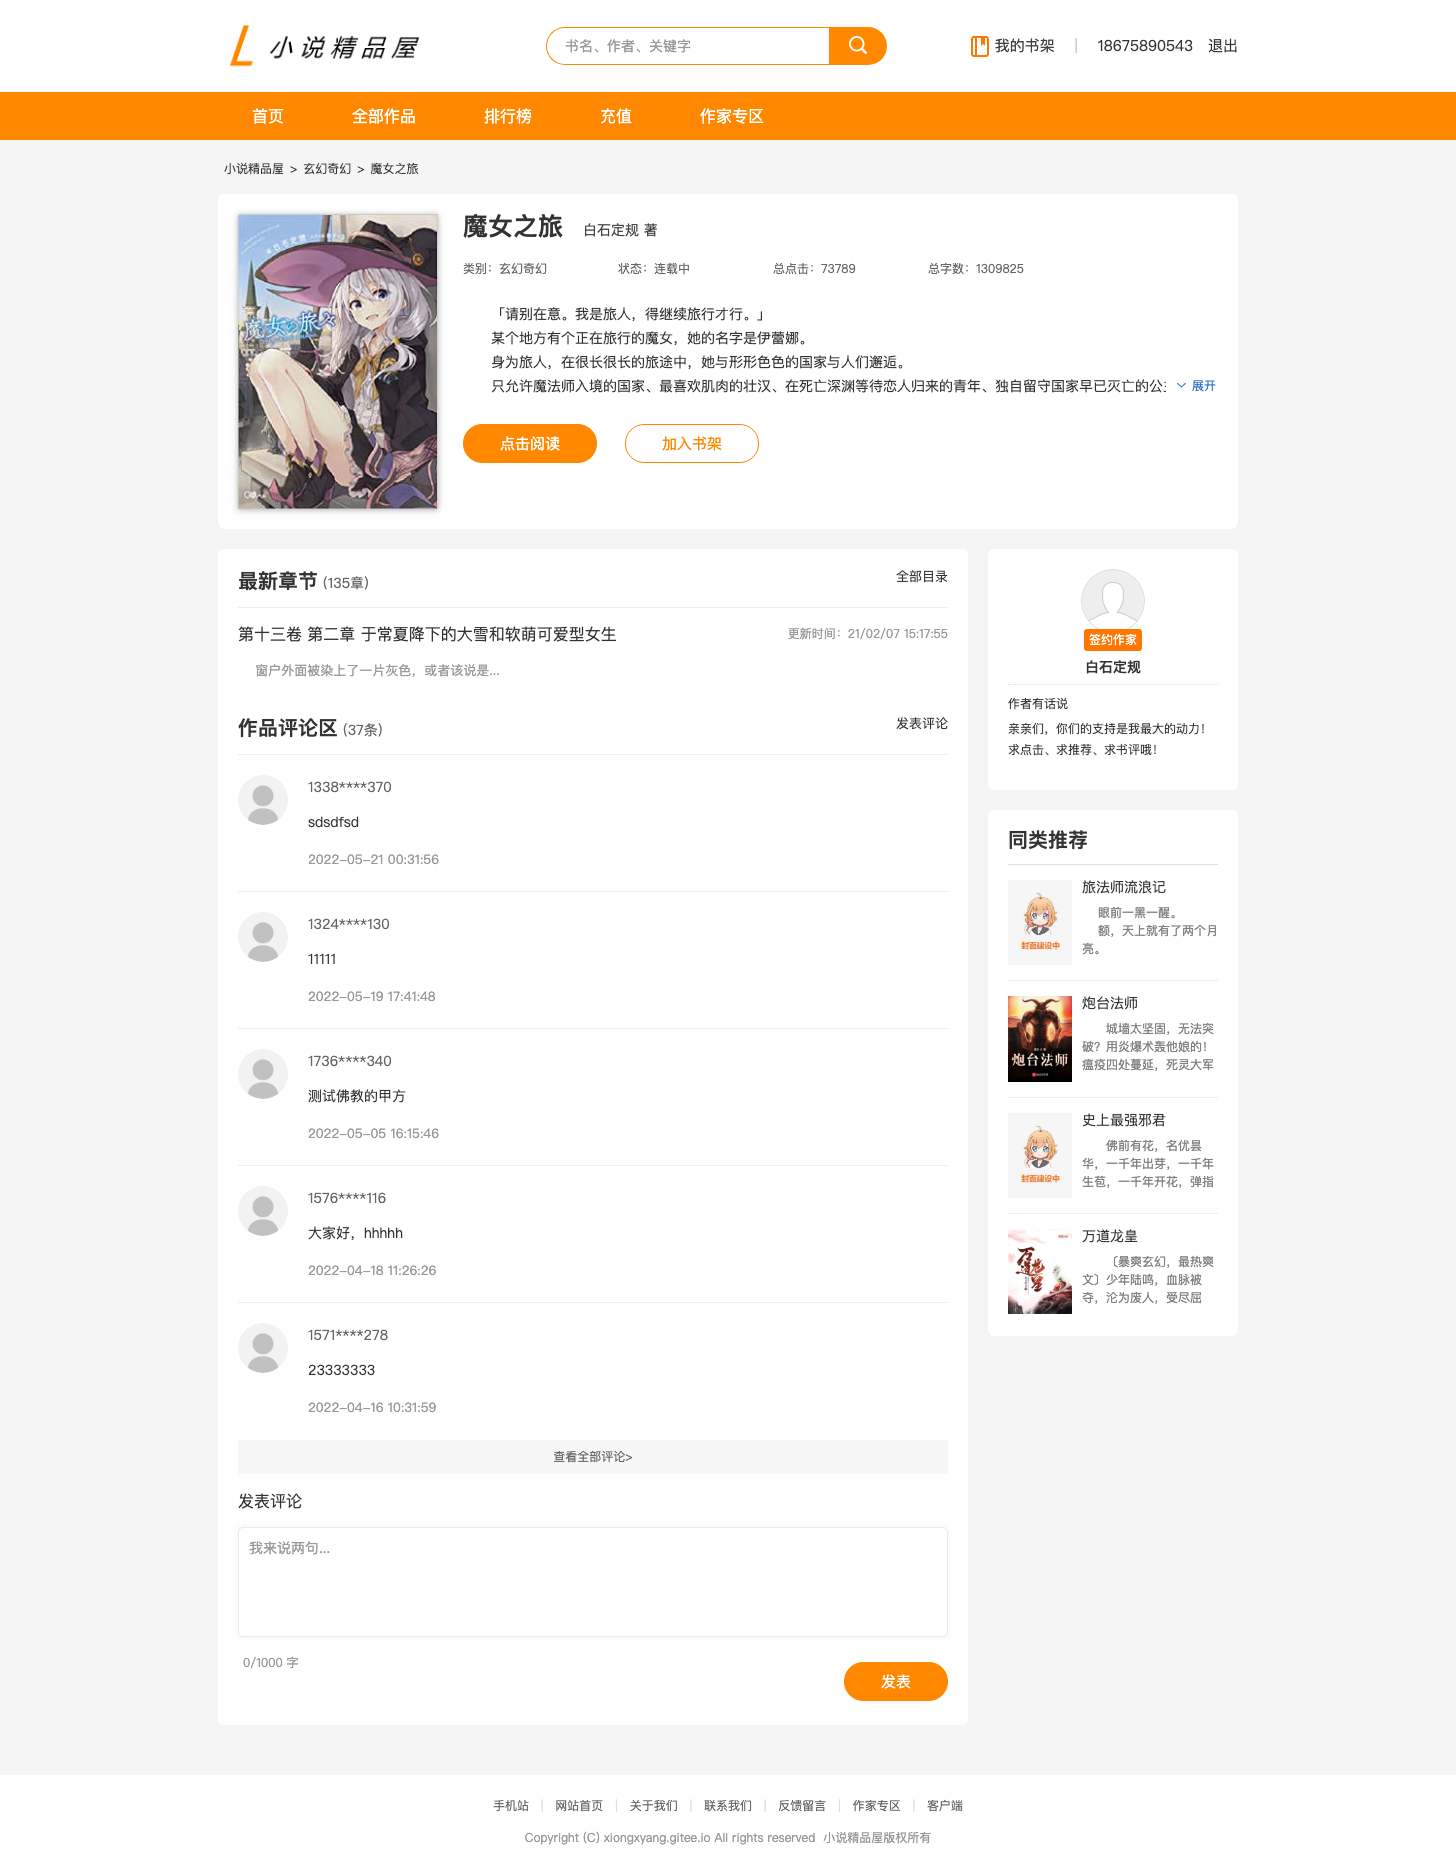 小说精品屋
书名、作者、关键字
我的书架 | 18675890543 退出
首页 全部作品 排行榜 充值 作家专区
小说精品屋 > 玄幻奇幻 > 魔女之旅
魔女之旅 白石定规 著
类别：玄幻奇幻 状态：连载中 总点击：73789 总字数：1309825
魔女の旅々
「请别在意。我是旅人，得继续旅行才行。」
某个地方有个正在旅行的魔女，她的名字是伊蕾娜。
身为旅人，在很长很长的旅途中，她与形形色色的国家与人们邂逅。
只允许魔法师入境的国家、最喜欢肌肉的壮汉、在死亡深渊等待恋人归来的青年、独自留守国家早已灭亡的公 展开
点击阅读 加入书架
最新章节 (135章) 全部目录
第十三卷 第二章 于常夏降下的大雪和软萌可爱型女生 更新时间：21/02/07 15:17:55
窗户外面被染上了一片灰色，或者该说是...
作品评论区 (37条) 发表评论
1338****370
sdsdfsd
2022-05-21 00:31:56
1324****130
11111
2022-05-19 17:41:48
1736****340
测试佛教的甲方
2022-05-05 16:15:46
1576****116
大家好，hhhhh
2022-04-18 11:26:26
1571****278
23333333
2022-04-16 10:31:59
查看全部评论>
发表评论
我来说两句...
0/1000 字
发表
签约作家
白石定规
作者有话说
亲亲们，你们的支持是我最大的动力！
求点击、求推荐、求书评哦！
同类推荐
封面建设中
旅法师流浪记
眼前一黑一醒。
额，天上就有了两个月
亮。
炮台法师
炮台法师
城墙太坚固，无法突
破？用炎爆术轰他娘的！
瘟疫四处蔓延，死灵大军
封面建设中
史上最强邪君
佛前有花，名优昙
华，一千年出芽，一千年
生苞，一千年开花，弹指
万道龙皇
万道龙皇
〔暴爽玄幻，最热爽
文〕少年陆鸣，血脉被
夺，沦为废人，受尽屈
手机站 | 网站首页 | 关于我们 | 联系我们 | 反馈留言 | 作家专区 | 客户端
Copyright (C) xiongxyang.gitee.io All rights reserved 小说精品屋版权所有